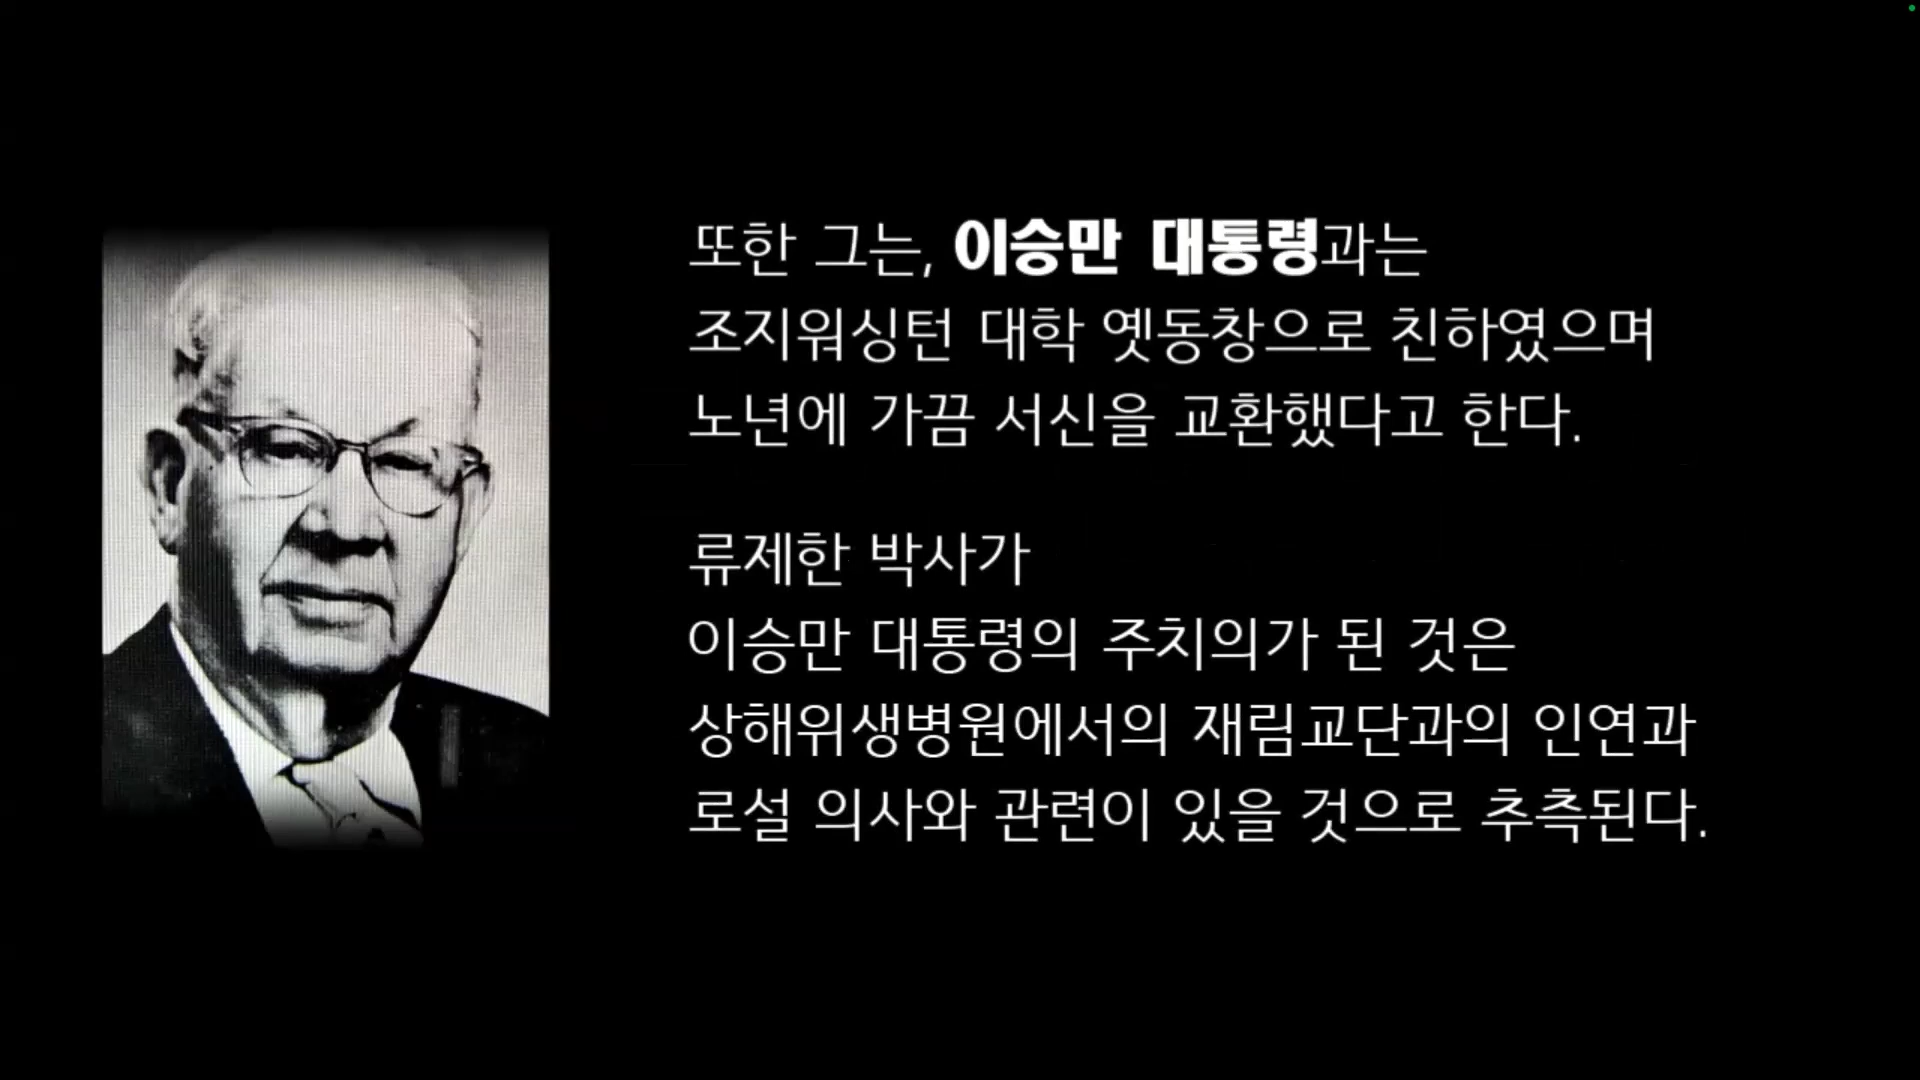 또한 그는, 이승만 대통령과는
조지워싱턴 대학 옛동창으로 친하였으며
노년에 가끔 서신을 교환했다고 한다.
류제한 박사가
이승만 대통령의 주치의가 된 것은
상해위생병원에서의 재림교단과의 인연과
로설 의사와 관련이 있을 것으로 추측된다.